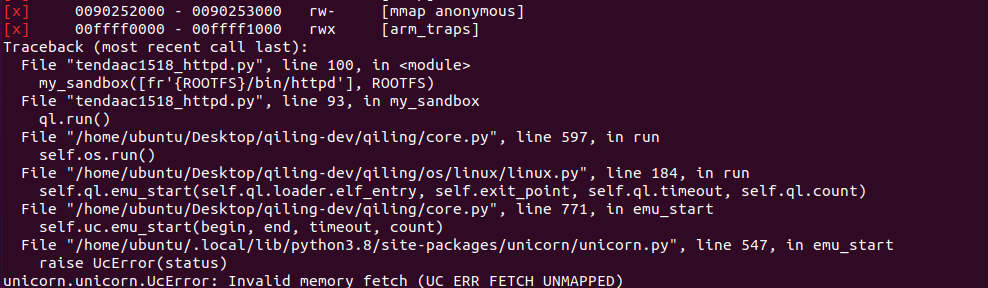 [x] 0090252000 - 0090253000 rw- [mmap anonymous]
[x] 00ffff0000 - 00ffff1000 rwx [arm_traps]
Traceback (most recent call last):
File "tendaac1518_httpd.py", line 100, in <module>
my_sandbox([fr'{ROOTFS}/bin/httpd'], ROOTFS)
File "tendaac1518_httpd.py", line 93, in my_sandbox
ql.run()
File "/home/ubuntu/Desktop/qiling-dev/qiling/core.py", line 597, in run
self.os.run()
File "/home/ubuntu/Desktop/qiling-dev/qiling/os/linux/linux.py", line 184, in run
self.ql.emu_start(self.ql.loader.elf_entry, self.exit_point, self.ql.timeout, self.ql.count)
File "/home/ubuntu/Desktop/qiling-dev/qiling/core.py", line 771, in emu_start
self.uc.emu_start(begin, end, timeout, count)
File "/home/ubuntu/.local/lib/python3.8/site-packages/unicorn/unicorn.py", line 547, in emu_start
raise UcError(status)
unicorn.unicorn.UcError: Invalid memory fetch (UC_ERR_FETCH_UNMAPPED)